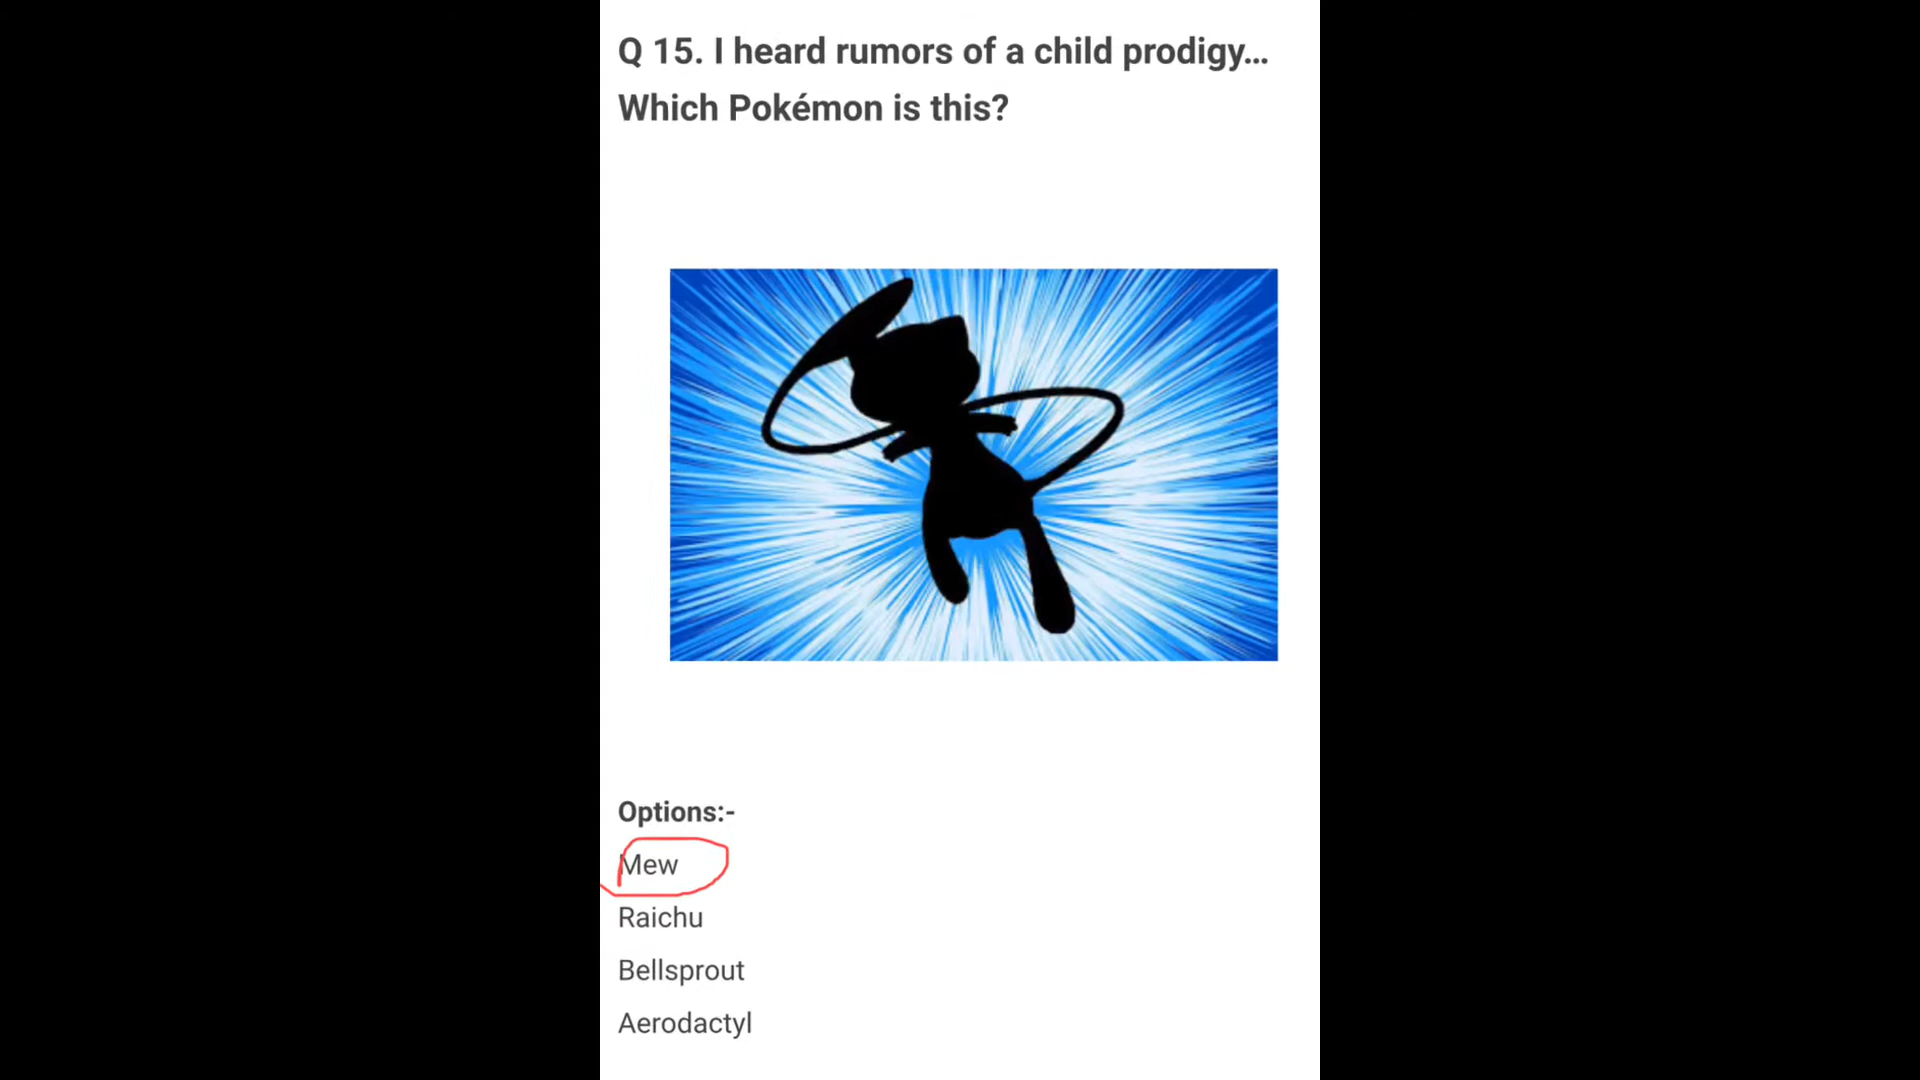 Q 15. I heard rumors of a child prodigy...
Which Pokémon is this?
Options:-
Mew
Raichu
Bellsprout
Aerodactyl